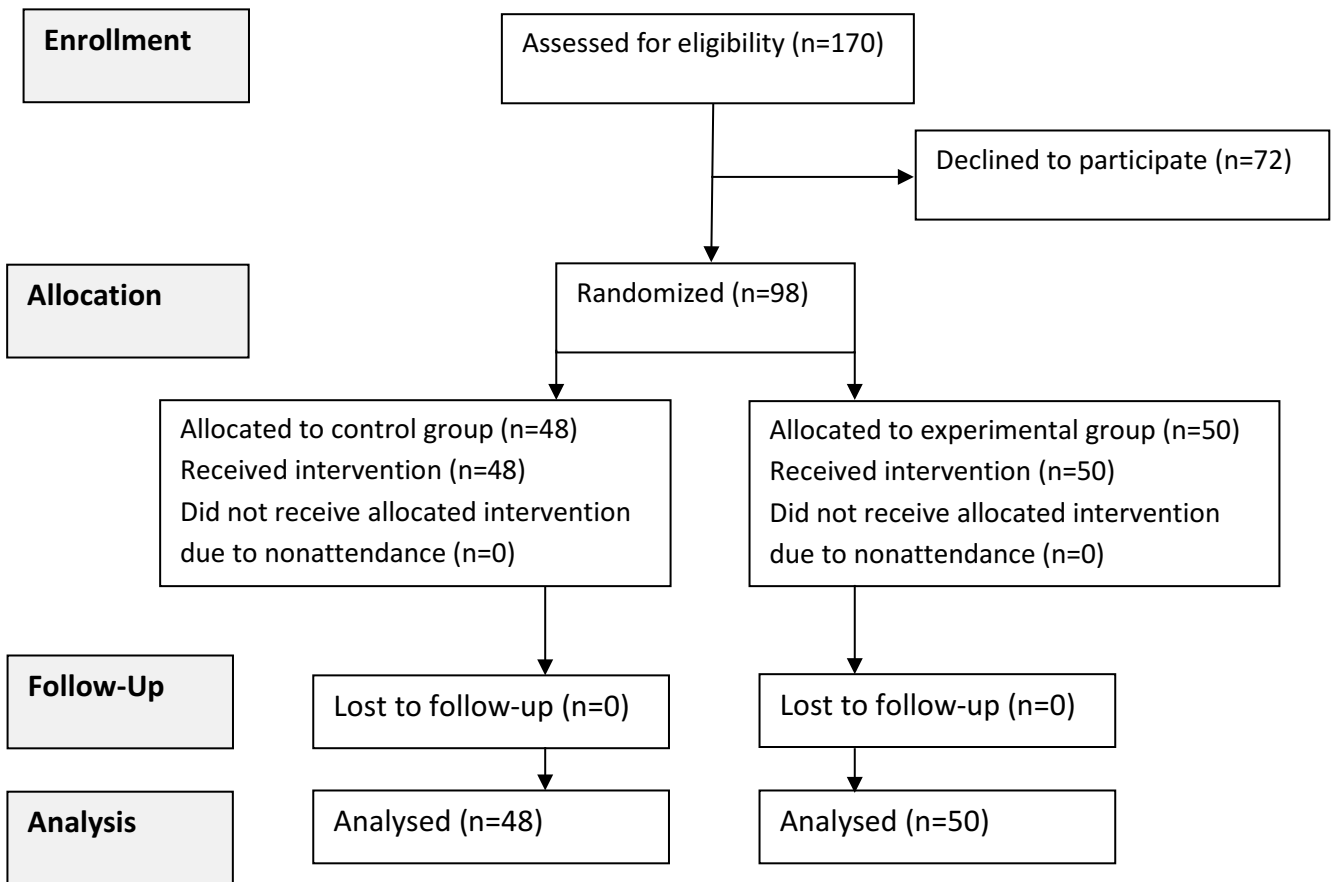 Enrollment
Assessed for eligibility (n=170)
Declined to participate (n=72)
Allocation
Randomized (n=98)
Allocated to control group (n=48)
Received intervention (n=48)
Did not receive allocated intervention
due to nonattendance (n=0)
Allocated to experimental group (n=50)
Received intervention (n=50)
Did not receive allocated intervention
due to nonattendance (n=0)
Follow-Up
Lost to follow-up (n=0)
Lost to follow-up (n=0)
Analysis
Analysed (n=48)
Analysed (n=50)